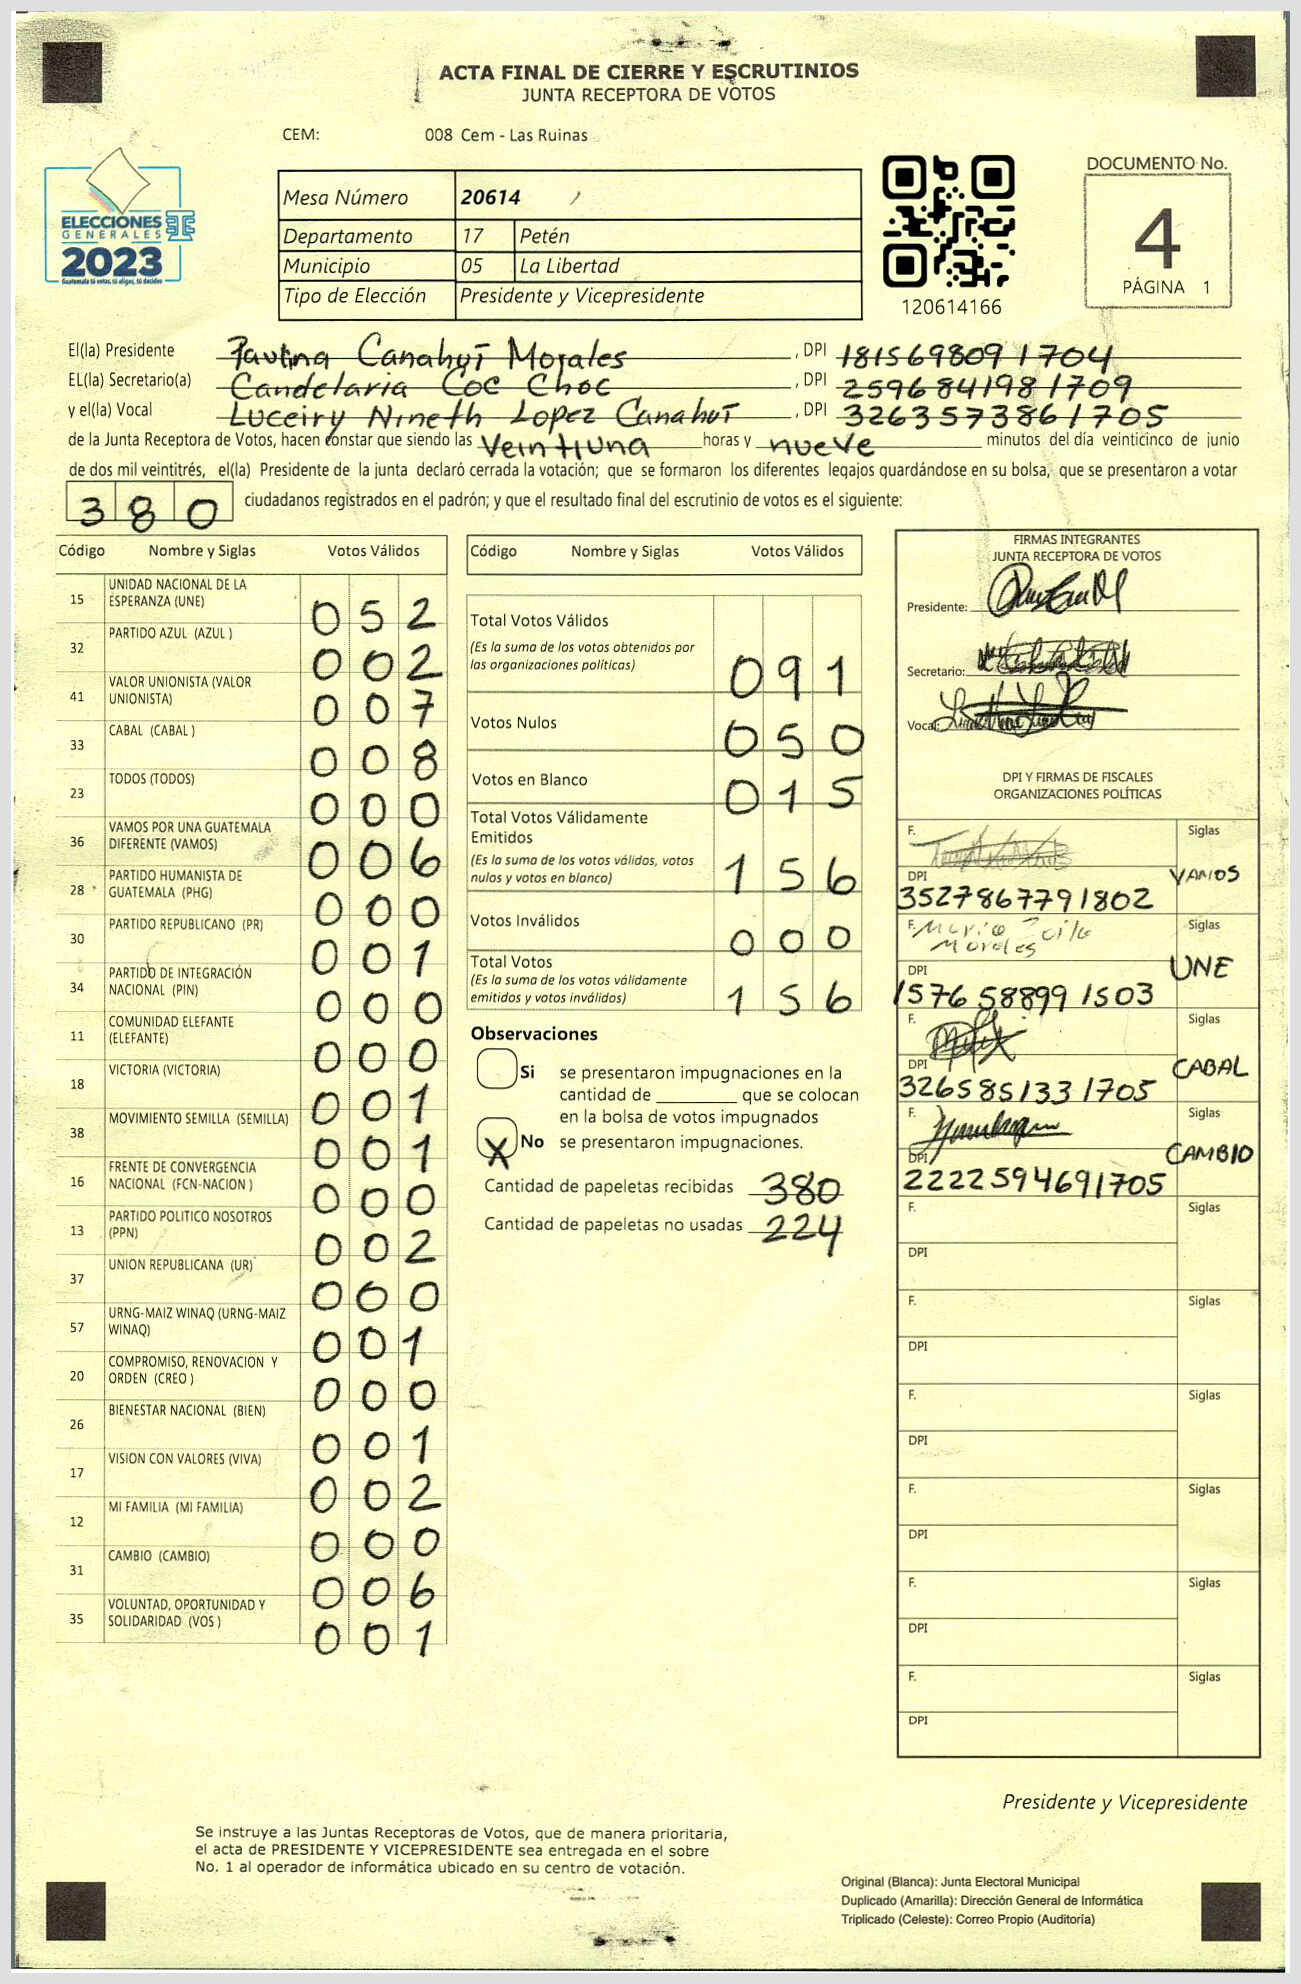 ACTA FINAL DE CIERRE Y ESCRUTINIOS
JUNTA RECEPTORA DE VOTOS
CEM: 008 Cem - Las Ruinas
ELECCIONES
GENERALES
2023
Guatemala tú votas, tú eliges, tú decides
Mesa Número 20614
Departamento 17 Petén
Municipio 05 La Libertad
Tipo de Elección Presidente y Vicepresidente
120614166
DOCUMENTO No.
4
PÁGINA 1
El(la) Presidente Paulina Canahuí Morales, DPI 181569809 1704
EL(la) Secretario(a) Candelaria Coc Choc, DPI 259684198 1709
y el(la) Vocal Luceiry Nineth Lopez Canahuí, DPI 326357386 1705
de la Junta Receptora de Votos, hacen constar que siendo las Veintiuna horas y nueve minutos del día veinticinco de junio
de dos mil veintitrés, el(la) Presidente de la junta declaró cerrada la votación; que se formaron los diferentes legajos quardándose en su bolsa, que se presentaron a votar
380 ciudadanos registrados en el padrón; y que el resultado final del escrutinio de votos es el siguiente:
Código Nombre y Siglas Votos Válidos
15 UNIDAD NACIONAL DE LA
ESPERANZA (UNE) 052
32 PARTIDO AZUL (AZUL ) 002
41 VALOR UNIONISTA (VALOR
UNIONISTA) 007
33 CABAL (CABAL ) 008
23 TODOS (TODOS) 000
36 VAMOS POR UNA GUATEMALA
DIFERENTE (VAMOS) 006
28 PARTIDO HUMANISTA DE
GUATEMALA (PHG) 000
30 PARTIDO REPUBLICANO (PR) 001
34 PARTIDO DE INTEGRACIÓN
NACIONAL (PIN) 000
11 COMUNIDAD ELEFANTE
(ELEFANTE) 000
18 VICTORIA (VICTORIA) 001
38 MOVIMIENTO SEMILLA (SEMILLA) 001
16 FRENTE DE CONVERGENCIA
NACIONAL (FCN-NACION ) 000
13 PARTIDO POLITICO NOSOTROS
(PPN) 002
37 UNION REPUBLICANA (UR) 000
57 URNG-MAIZ WINAQ (URNG-MAIZ
WINAQ) 001
20 COMPROMISO, RENOVACION Y
ORDEN (CREO ) 000
26 BIENESTAR NACIONAL (BIEN) 001
17 VISION CON VALORES (VIVA) 002
12 MI FAMILIA (MI FAMILIA) 000
31 CAMBIO (CAMBIO) 006
35 VOLUNTAD, OPORTUNIDAD Y
SOLIDARIDAD (VOS ) 001
Código Nombre y Siglas Votos Válidos
Total Votos Válidos
(Es la suma de los votos obtenidos por
las organizaciones políticas) 091
Votos Nulos 050
Votos en Blanco 015
Total Votos Válidamente
Emitidos
(Es la suma de los votos válidos, votos
nulos y votos en blanco) 156
Votos Inválidos 000
Total Votos
(Es la suma de los votos válidamente
emitidos y votos inválidos) 156
Observaciones
Si se presentaron impugnaciones en la
cantidad de ________ que se colocan
en la bolsa de votos impugnados
X No se presentaron impugnaciones.
Cantidad de papeletas recibidas 380
Cantidad de papeletas no usadas 224
FIRMAS INTEGRANTES
JUNTA RECEPTORA DE VOTOS
Presidente:
Secretario:
Vocal:
DPI Y FIRMAS DE FISCALES
ORGANIZACIONES POLÍTICAS
F. Siglas
DPI VAMOS
3527867791802
F. Maria Zoila Siglas
Morales
DPI UNE
1576 58899 1503
F. Siglas
DPI CABAL
3265851331705
F. Siglas
DPI CAMBIO
2222594691705
F. Siglas
DPI
F. Siglas
DPI
F. Siglas
DPI
F. Siglas
DPI
F. Siglas
DPI
F. Siglas
DPI
Presidente y Vicepresidente
Se instruye a las Juntas Receptoras de Votos, que de manera prioritaria,
el acta de PRESIDENTE Y VICEPRESIDENTE sea entregada en el sobre
No. 1 al operador de informática ubicado en su centro de votación.
Original (Blanca): Junta Electoral Municipal
Duplicado (Amarilla): Dirección General de Informática
Triplicado (Celeste): Correo Propio (Auditoría)